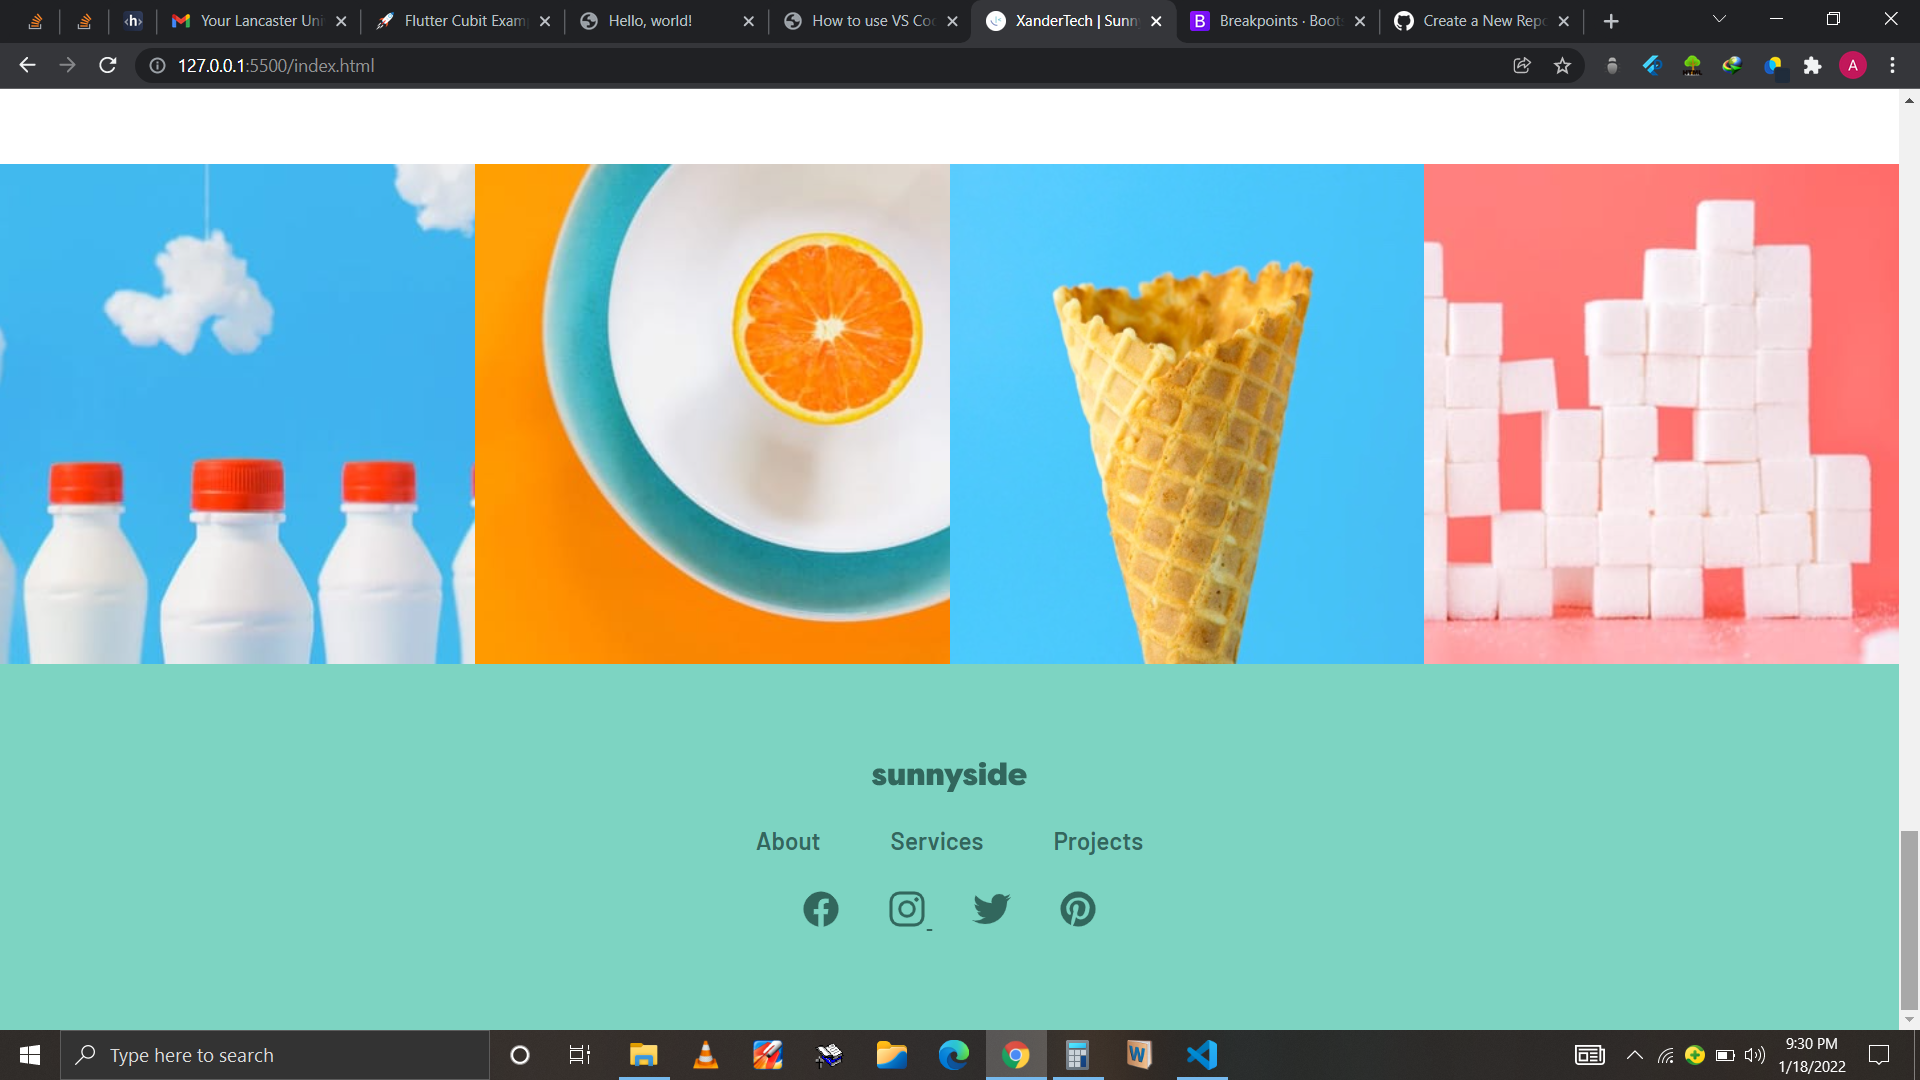 Your Lancaster Uni
Flutter Cubit Exam
Hello, world!
How to use VS Co
XanderTech | Sunn
Breakpoints · Boot
Create a New Repo
127.0.0.1:5500/index.html
A
sunnyside
About Services Projects
Type here to search
9:30 PM
1/18/2022